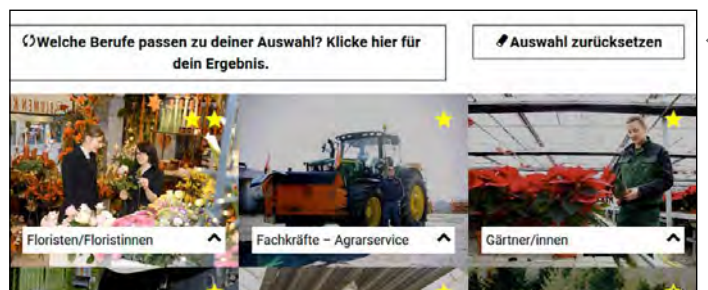 Welche Berufe passen zu deiner Auswahl? Klicke hier für
dein Ergebnis.
Auswahl zurücksetzen
Floristen/Floristinnen
Fachkräfte – Agrarservice
Gärtner/innen